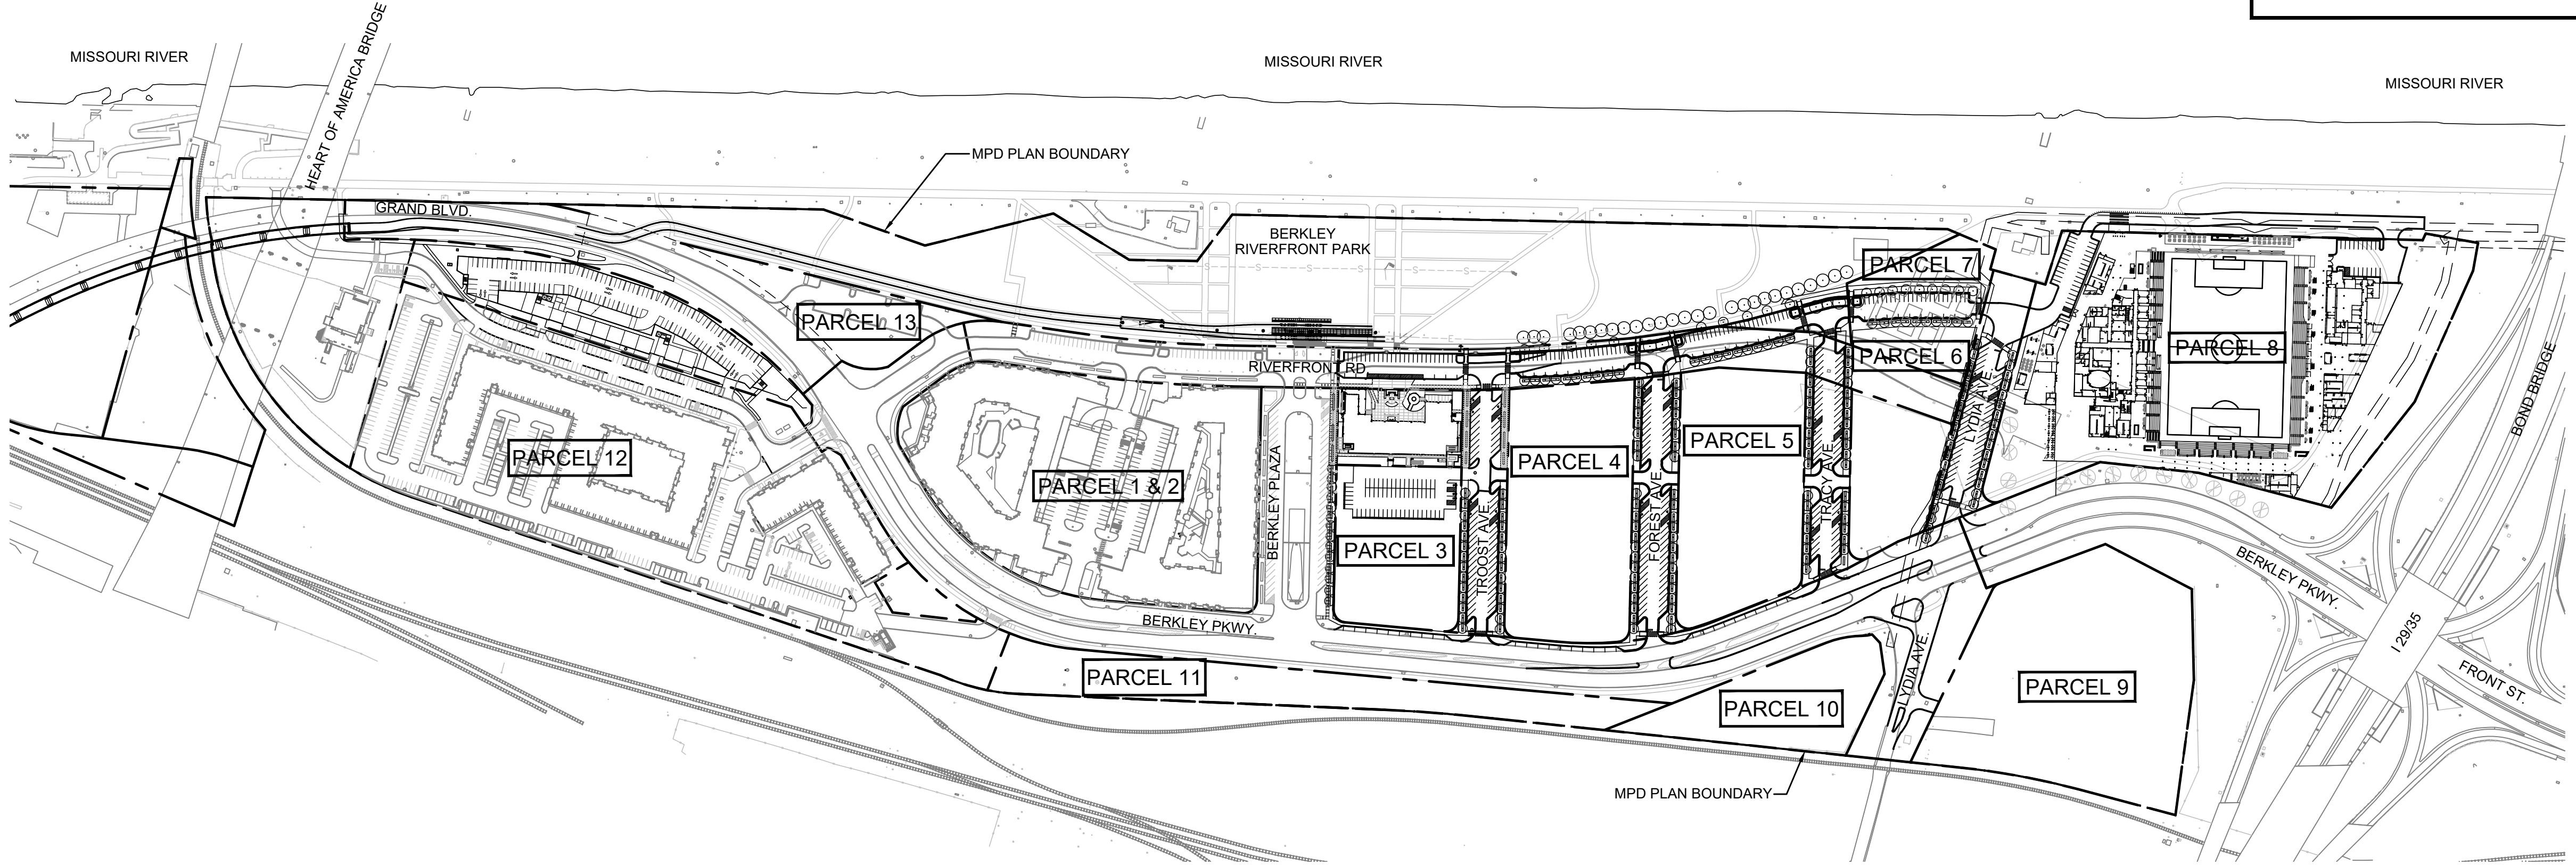 MISSOURI RIVER
MISSOURI RIVER
MISSOURI RIVER
HEART OF AMERICA BRIDGE
MPD PLAN BOUNDARY
GRAND BLVD.
BERKLEY
RIVERFRONT PARK
PARCEL 7
PARCEL 13
PARCEL 8
PARCEL 6
RIVERFRONT RD
LYDIA AVE.
BOND BRIDGE
PARCEL 12
PARCEL 1 & 2
BERKLEY PLAZA
PARCEL 4
PARCEL 5
TRACY AVE
FOREST AVE.
TROOST AVE.
PARCEL 3
BERKLEY PKWY.
BERKLEY PKWY.
I 29/35
FRONT ST.
PARCEL 11
LYDIA AVE.
PARCEL 9
PARCEL 10
MPD PLAN BOUNDARY